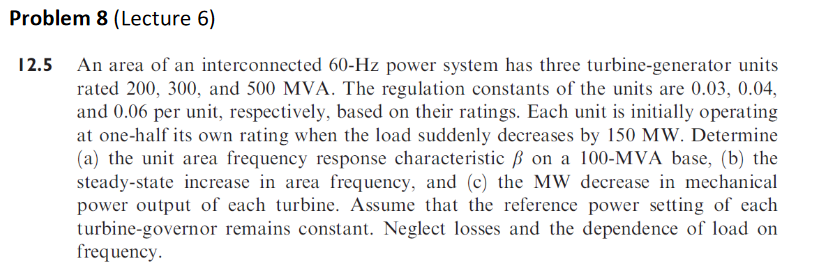 Problem 8 (Lecture 6)
12.5 An area of an interconnected 60-Hz power system has three turbine-generator units
rated 200, 300, and 500 MVA. The regulation constants of the units are 0.03, 0.04,
and 0.06 per unit, respectively, based on their ratings. Each unit is initially operating
at one-half its own rating when the load suddenly decreases by 150 MW. Determine
(a) the unit area frequency response characteristic β on a 100-MVA base, (b) the
steady-state increase in area frequency, and (c) the MW decrease in mechanical
power output of each turbine. Assume that the reference power setting of each
turbine-governor remains constant. Neglect losses and the dependence of load on
frequency.